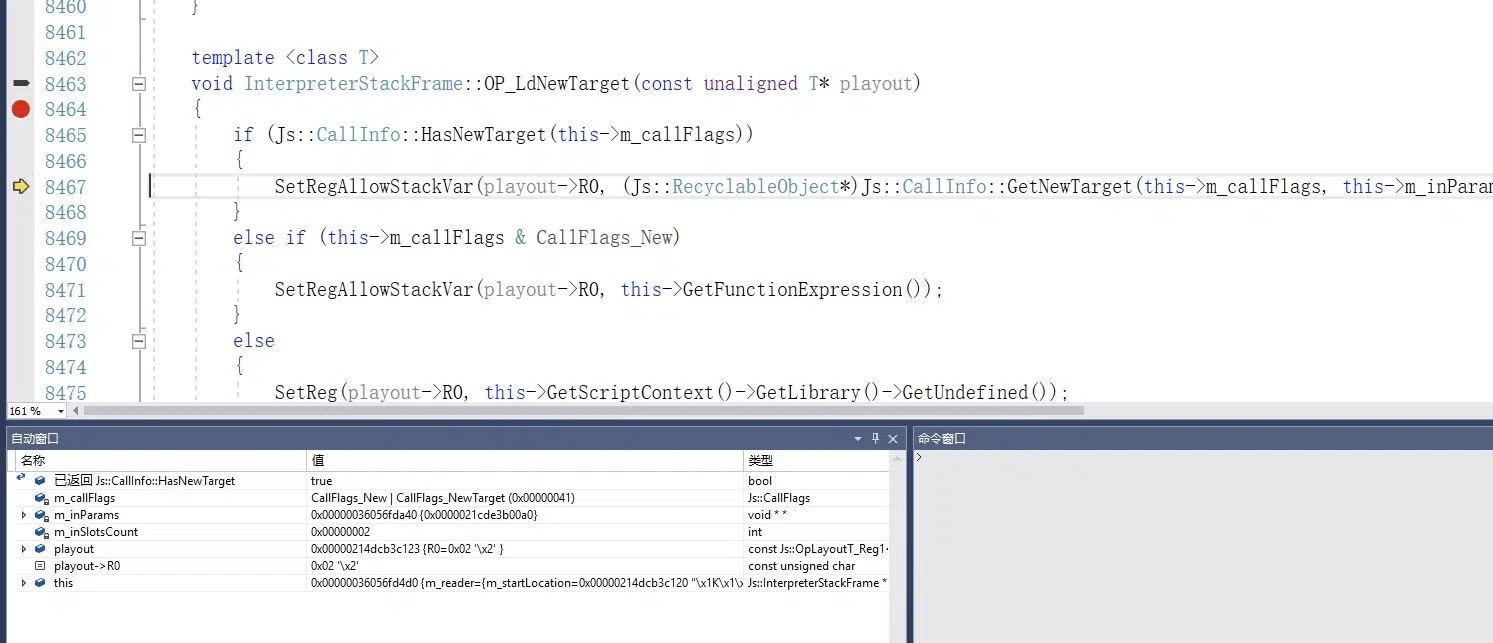 8460 }
8461
8462 template <class T>
8463 void InterpreterStackFrame::OP_LdNewTarget(const unaligned T* playout)
8464 {
8465 if (Js::CallInfo::HasNewTarget(this->m_callFlags))
8466 {
8467 SetRegAllowStackVar(playout->R0, (Js::RecyclableObject*)Js::CallInfo::GetNewTarget(this->m_callFlags, this->m_inParam
8468 }
8469 else if (this->m_callFlags & CallFlags_New)
8470 {
8471 SetRegAllowStackVar(playout->R0, this->GetFunctionExpression());
8472 }
8473 else
8474 {
8475 SetReg(playout->R0, this->GetScriptContext()->GetLibrary()->GetUndefined());
161 %
自动窗口
名称 值 类型
已返回 Js::CallInfo::HasNewTarget true bool
m_callFlags CallFlags_New | CallFlags_NewTarget (0x00000041) Js::CallFlags
m_inParams 0x00000036056fda40 {0x0000021cde3b00a0} void * *
m_inSlotsCount 0x00000002 int
playout 0x00000214dcb3c123 {R0=0x02 '\x2' } const Js::OpLayoutT_Reg1
playout->R0 0x02 '\x2' const unsigned char
this 0x00000036056fd4d0 {m_reader={m_startLocation=0x00000214dcb3c120 "\x1K\x1\x Js::InterpreterStackFrame *
命令窗口
>